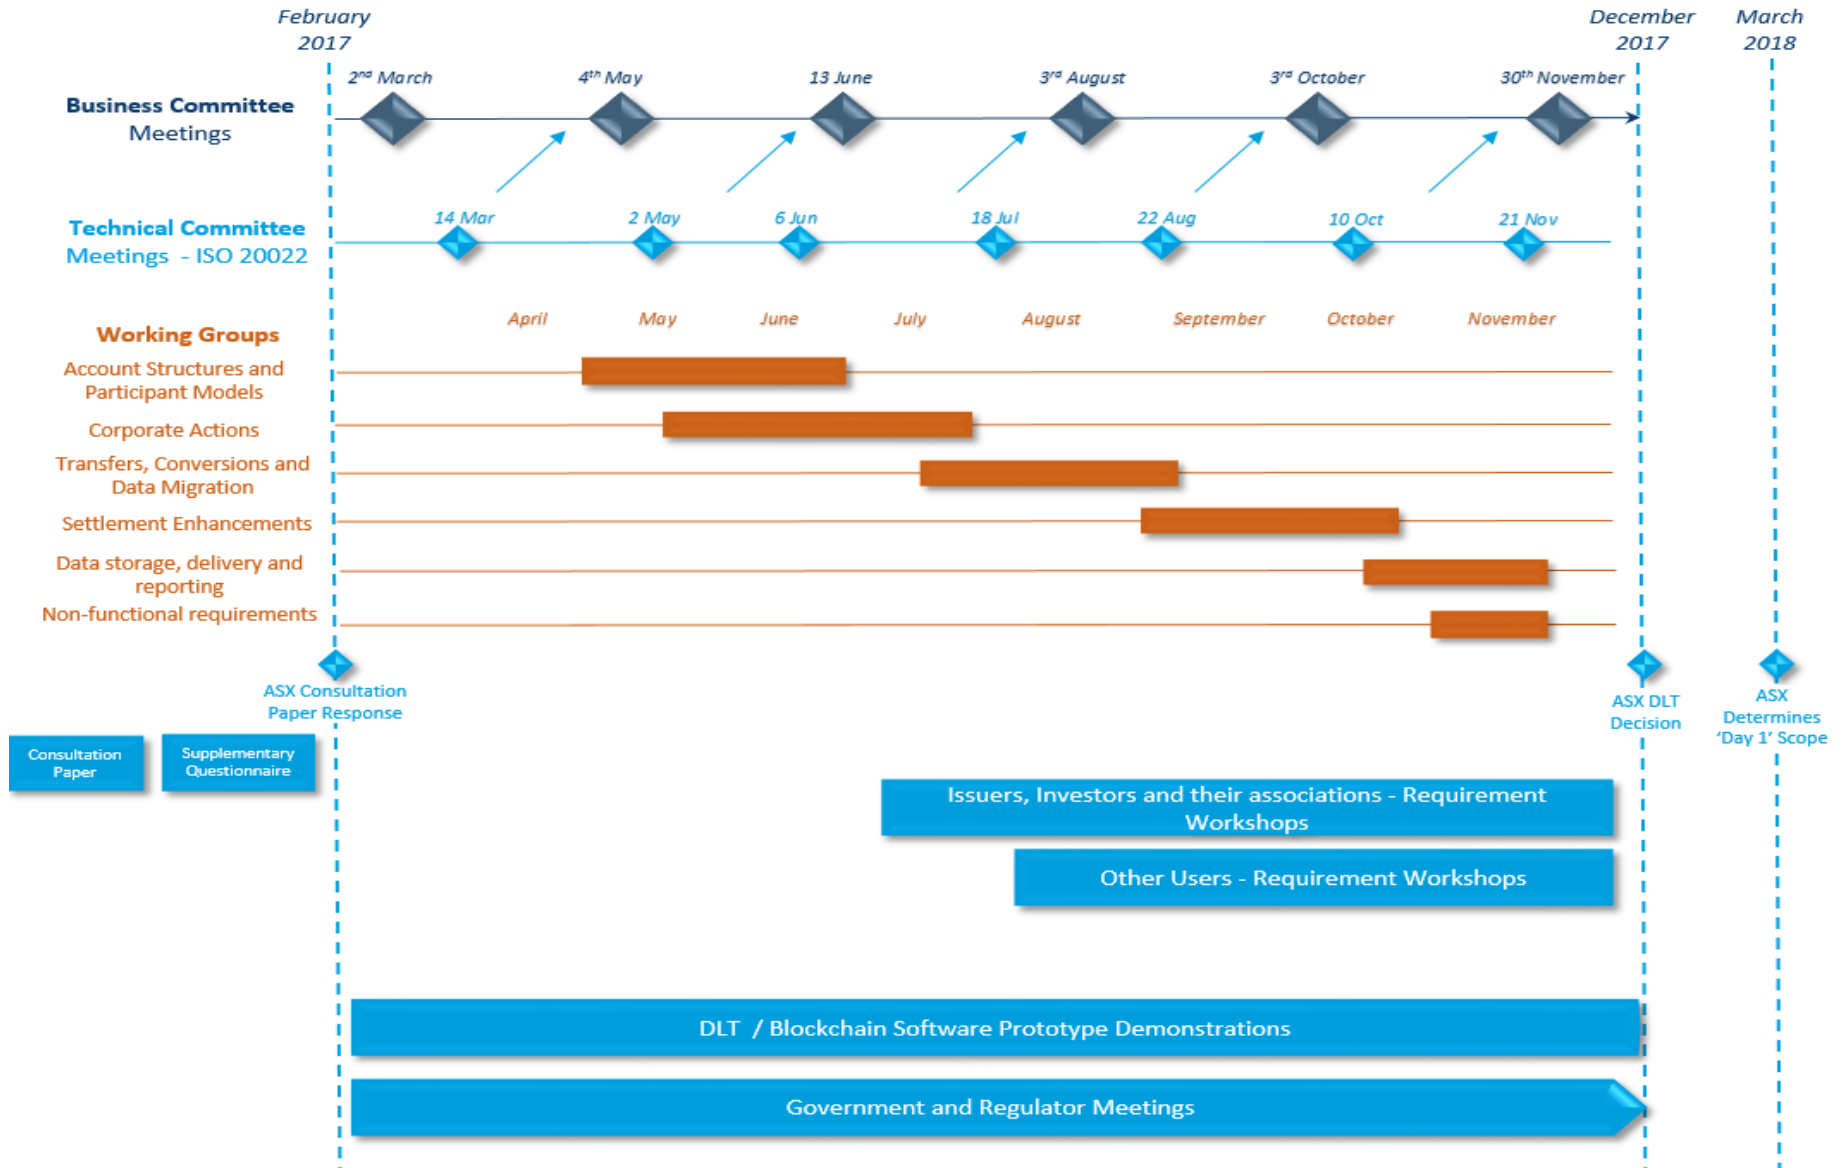 February
2017
December
2017
March
2018
2nd March
4th May
13 June
3rd August
3rd October
30th November
Business Committee
Meetings
14 Mar
2 May
6 Jun
18 Jul
22 Aug
10 Oct
21 Nov
Technical Committee
Meetings - ISO 20022
April
May
June
July
August
September
October
November
Working Groups
Account Structures and
Participant Models
Corporate Actions
Transfers, Conversions and
Data Migration
Settlement Enhancements
Data storage, delivery and
reporting
Non-functional requirements
ASX Consultation
Paper Response
ASX DLT
Decision
ASX
Determines
'Day 1' Scope
Consultation
Paper
Supplementary
Questionnaire
Issuers, Investors and their associations - Requirement
Workshops
Other Users - Requirement Workshops
DLT / Blockchain Software Prototype Demonstrations
Government and Regulator Meetings